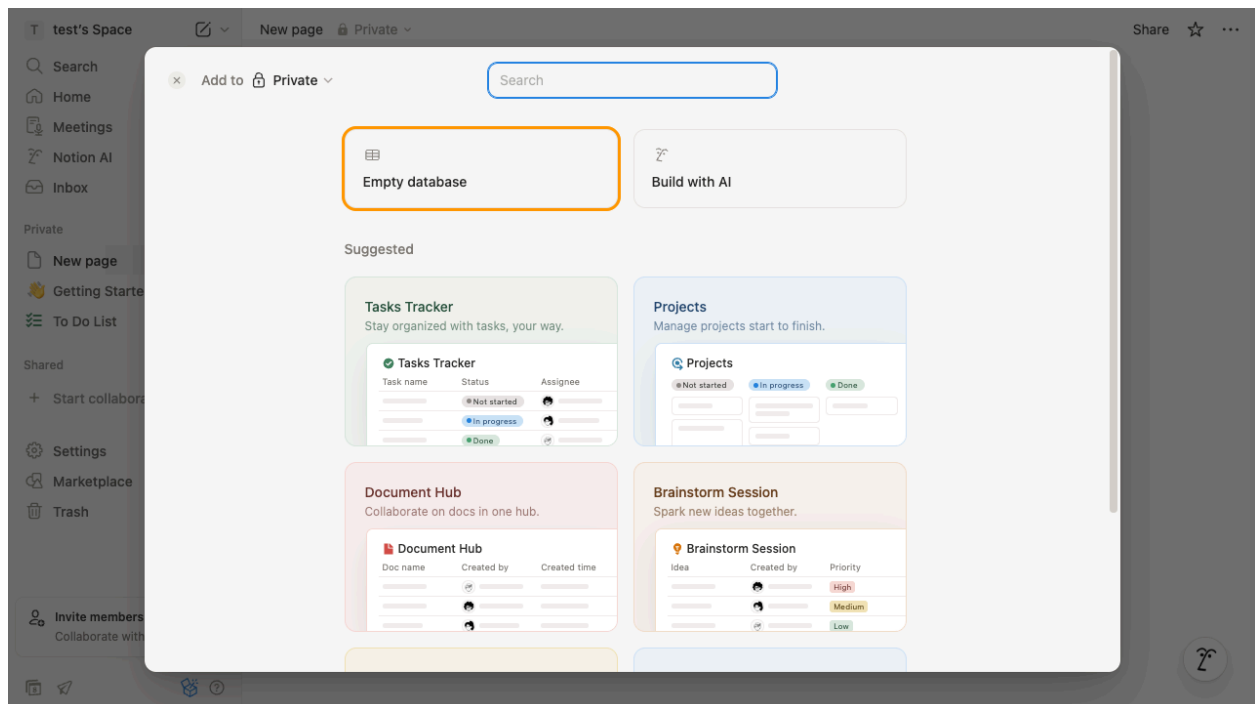 T test's Space
New page Private
Share
Search
Home
Meetings
Notion AI
Inbox
Private
New page
Getting Starte
To Do List
Shared
+ Start collabora
Settings
Marketplace
Trash
Invite members
Collaborate with
× Add to Private
Search
Empty database
Build with AI
Suggested
Tasks Tracker
Stay organized with tasks, your way.
Tasks Tracker
Task name Status Assignee
Not started
In progress
Done
Projects
Manage projects start to finish.
Projects
Not started In progress Done
Document Hub
Collaborate on docs in one hub.
Document Hub
Doc name Created by Created time
Brainstorm Session
Spark new ideas together.
Brainstorm Session
Idea Created by Priority
High
Medium
Low